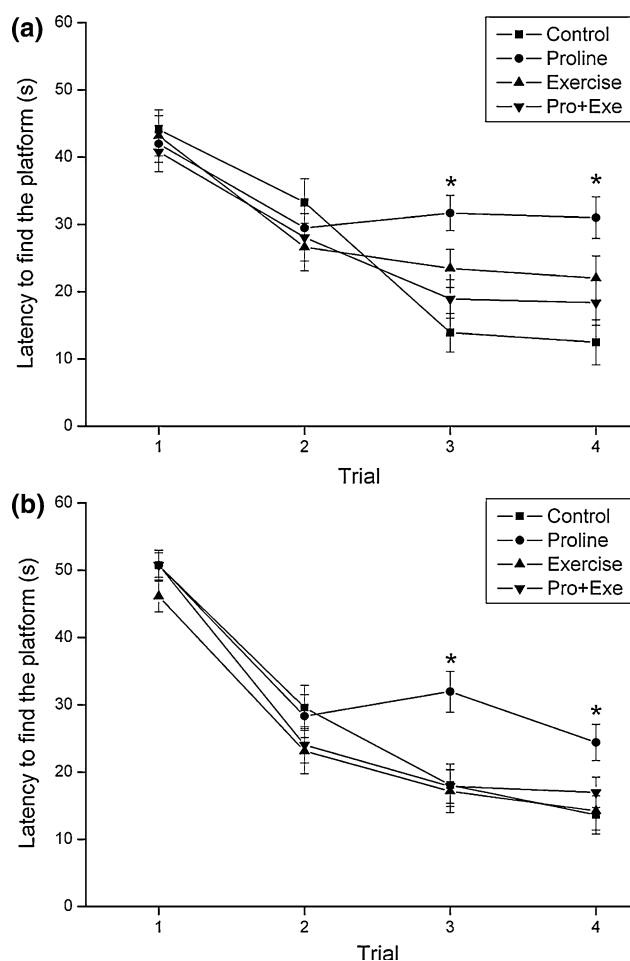 (a)
60
50
40
30
20
10
0
Latency to find the platform (s)
Control
Proline
Exercise
Pro+Exe
* *
1 2 3 4
Trial
(b)
60
50
40
30
20
10
0
Latency to find the platform (s)
Control
Proline
Exercise
Pro+Exe
*
*
1 2 3 4
Trial